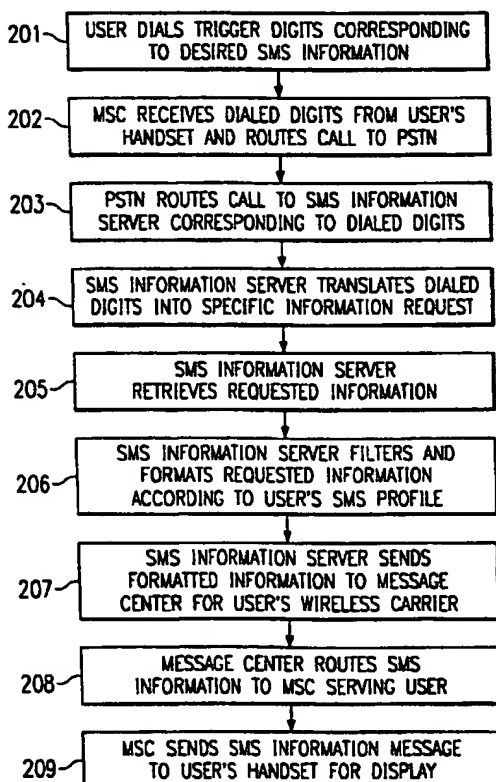 201
USER DIALS TRIGGER DIGITS CORRESPONDING
TO DESIRED SMS INFORMATION
202
MSC RECEIVES DIALED DIGITS FROM USER'S
HANDSET AND ROUTES CALL TO PSTN
203
PSTN ROUTES CALL TO SMS INFORMATION
SERVER CORRESPONDING TO DIALED DIGITS
204
SMS INFORMATION SERVER TRANSLATES DIALED
DIGITS INTO SPECIFIC INFORMATION REQUEST
205
SMS INFORMATION SERVER
RETRIEVES REQUESTED INFORMATION
206
SMS INFORMATION SERVER FILTERS AND
FORMATS REQUESTED INFORMATION
ACCORDING TO USER'S SMS PROFILE
207
SMS INFORMATION SERVER SENDS
FORMATTED INFORMATION TO MESSAGE
CENTER FOR USER'S WIRELESS CARRIER
208
MESSAGE CENTER ROUTES SMS
INFORMATION TO MSC SERVING USER
209
MSC SENDS SMS INFORMATION MESSAGE
TO USER'S HANDSET FOR DISPLAY